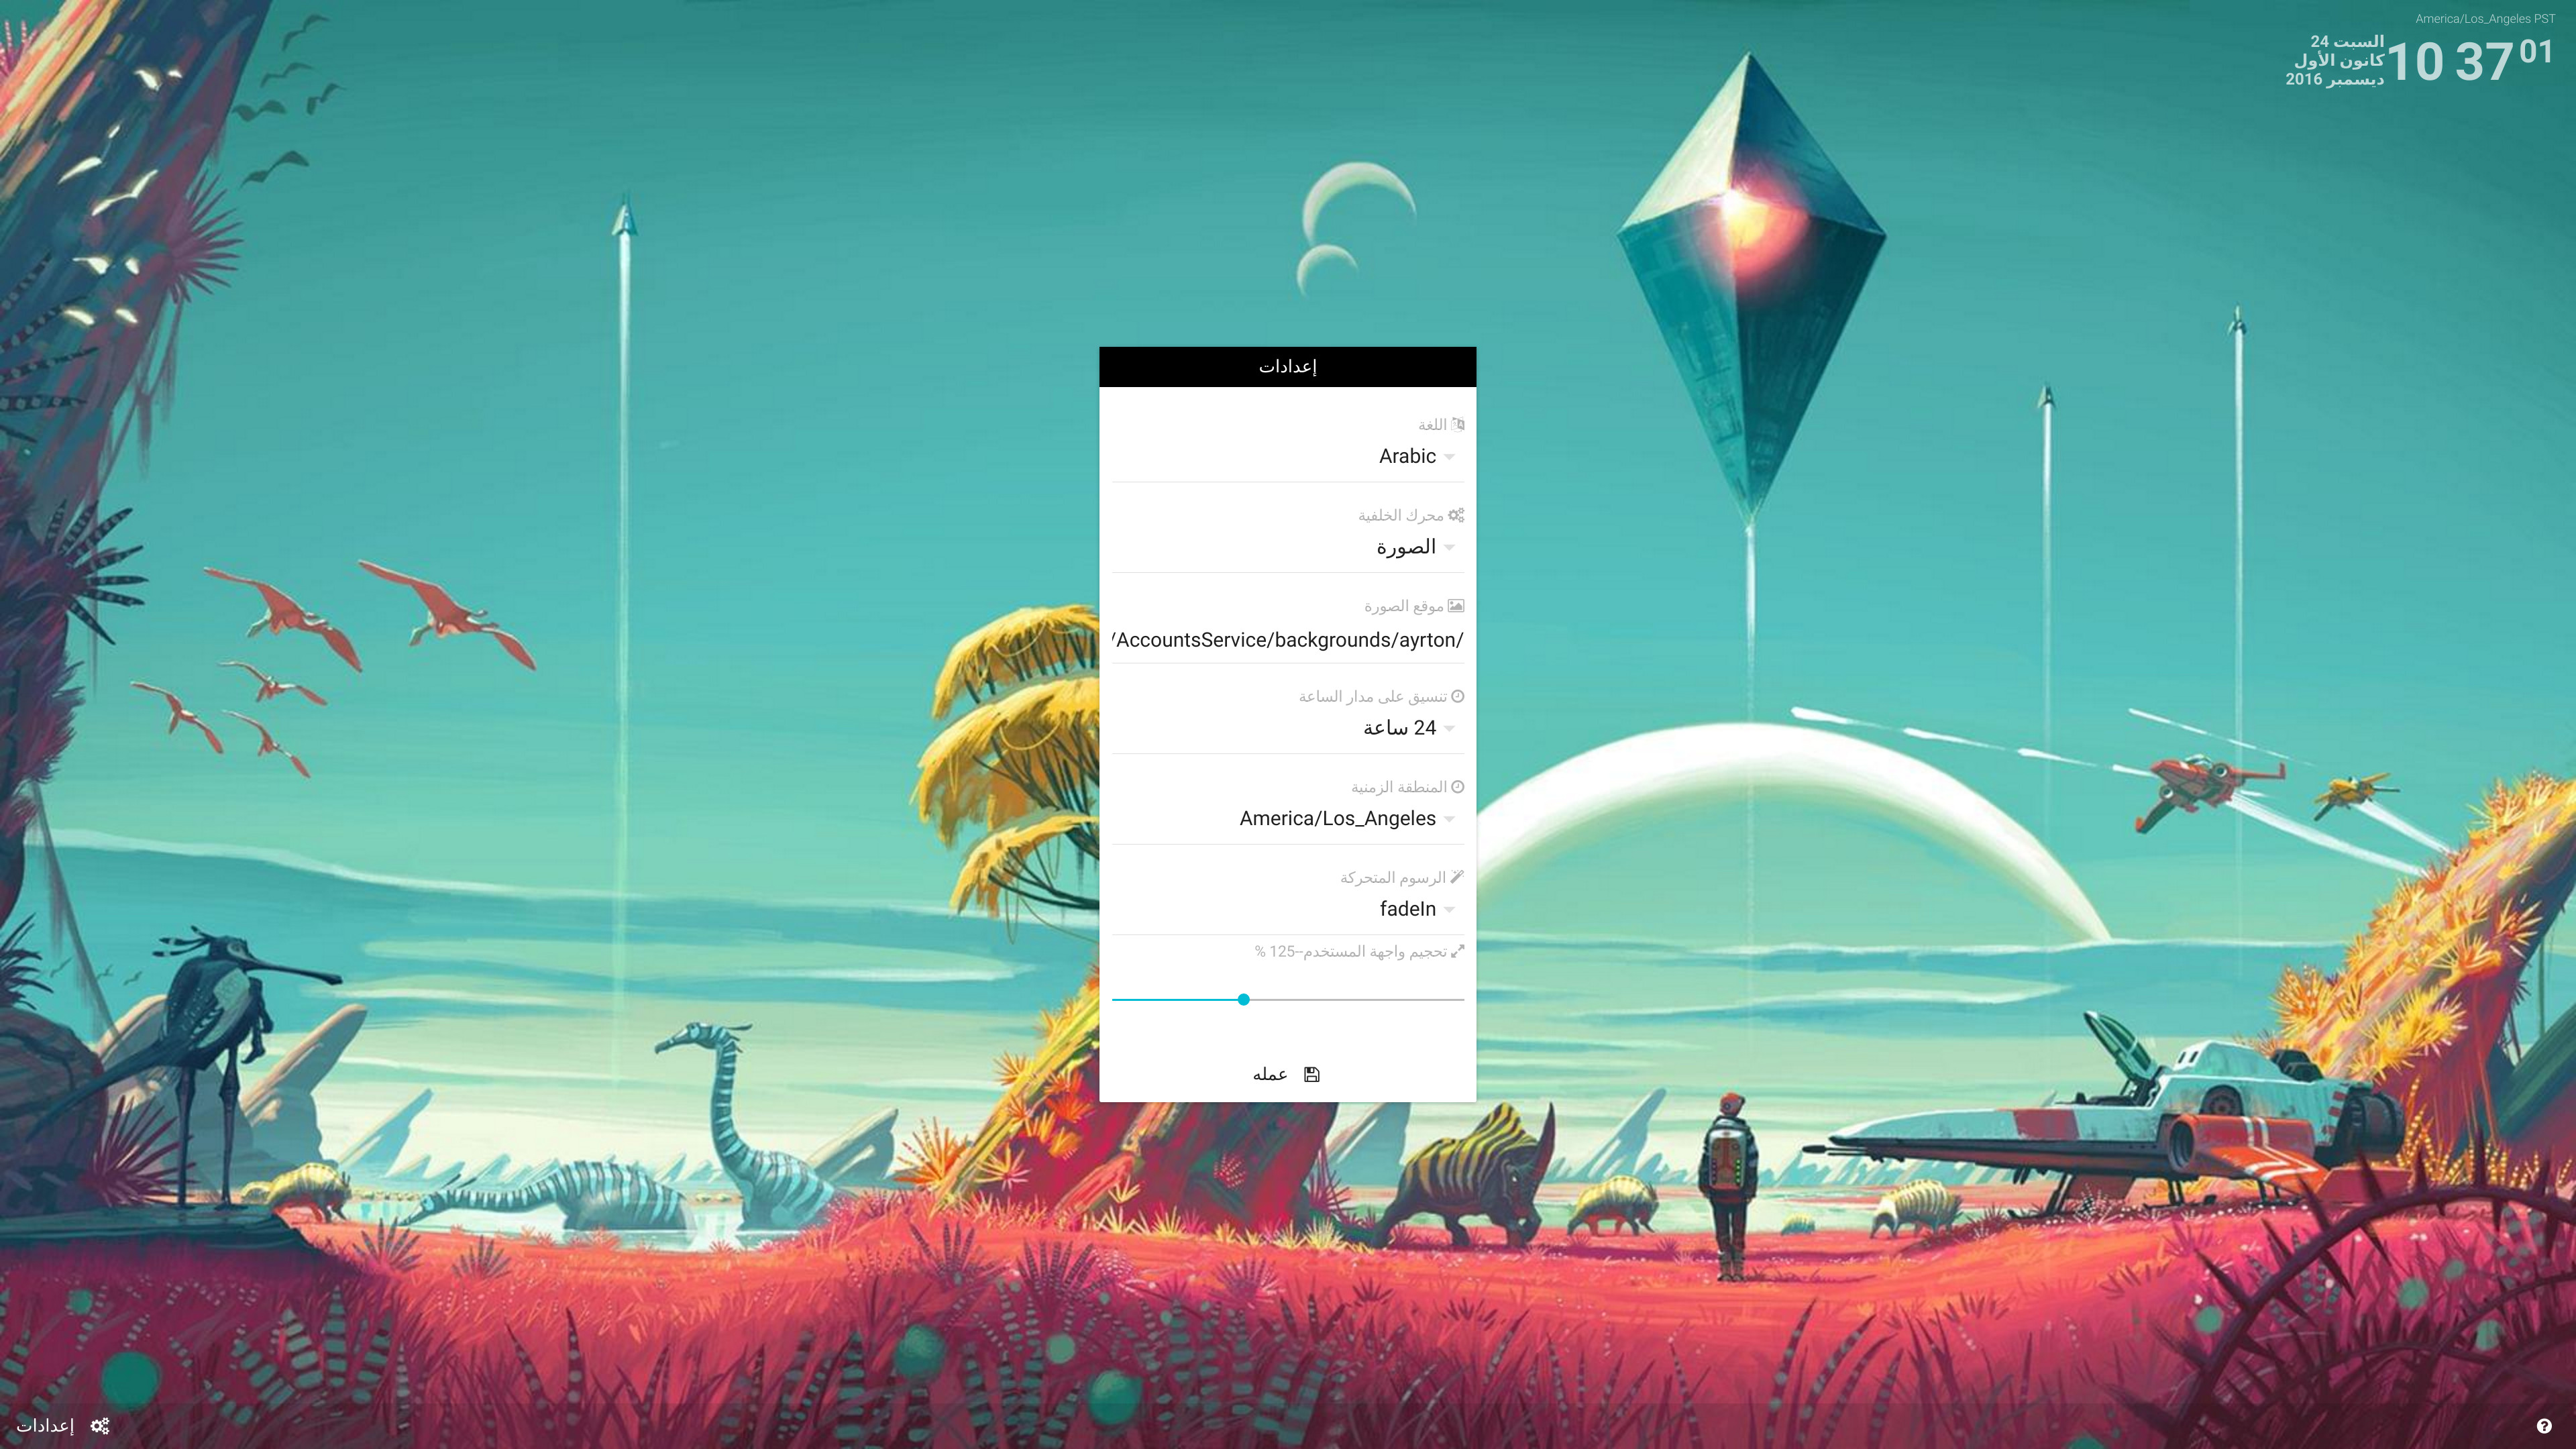 America/Los_Angeles PST
السبت 24
كانون الأول
ديسمبر 2016
10 37 01
إعدادات
اللغة
Arabic
محرك الخلفية
الصورة
موقع الصورة
/AccountsService/backgrounds/ayrton/
تنسيق على مدار الساعة
24 ساعة
المنطقة الزمنية
America/Los_Angeles
الرسوم المتحركة
fadeIn
تحجيم واجهة المستخدم--125 %
عمله
إعدادات